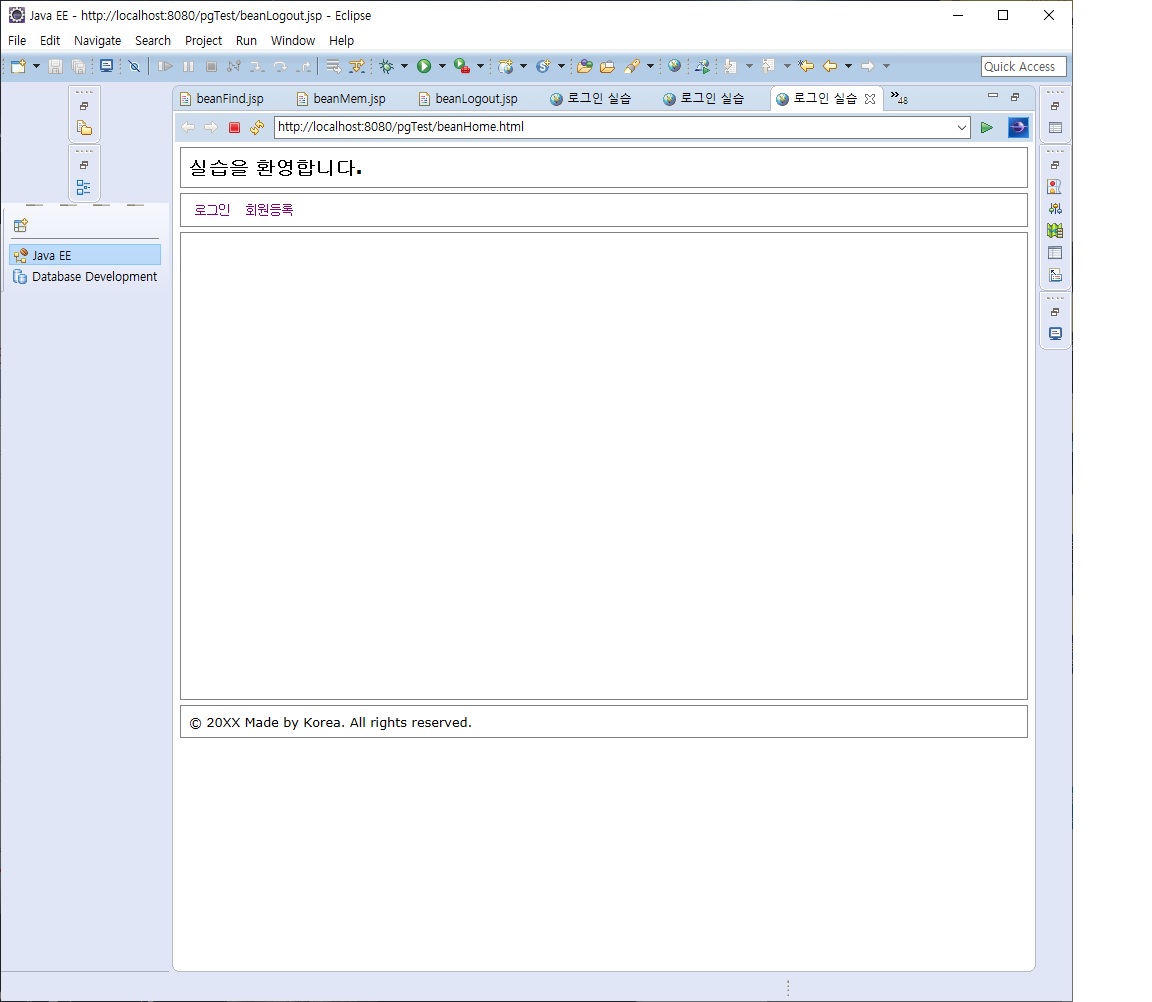 Java EE - http://localhost:8080/pgTest/beanLogout.jsp - Eclipse
File Edit Navigate Search Project Run Window Help
Quick Access
beanFind.jsp beanMem.jsp beanLogout.jsp 로그인 실습 로그인 실습 로그인 실습 »48
http://localhost:8080/pgTest/beanHome.html
실습을 환영합니다.
로그인 회원등록
Java EE
Database Development
© 20XX Made by Korea. All rights reserved.